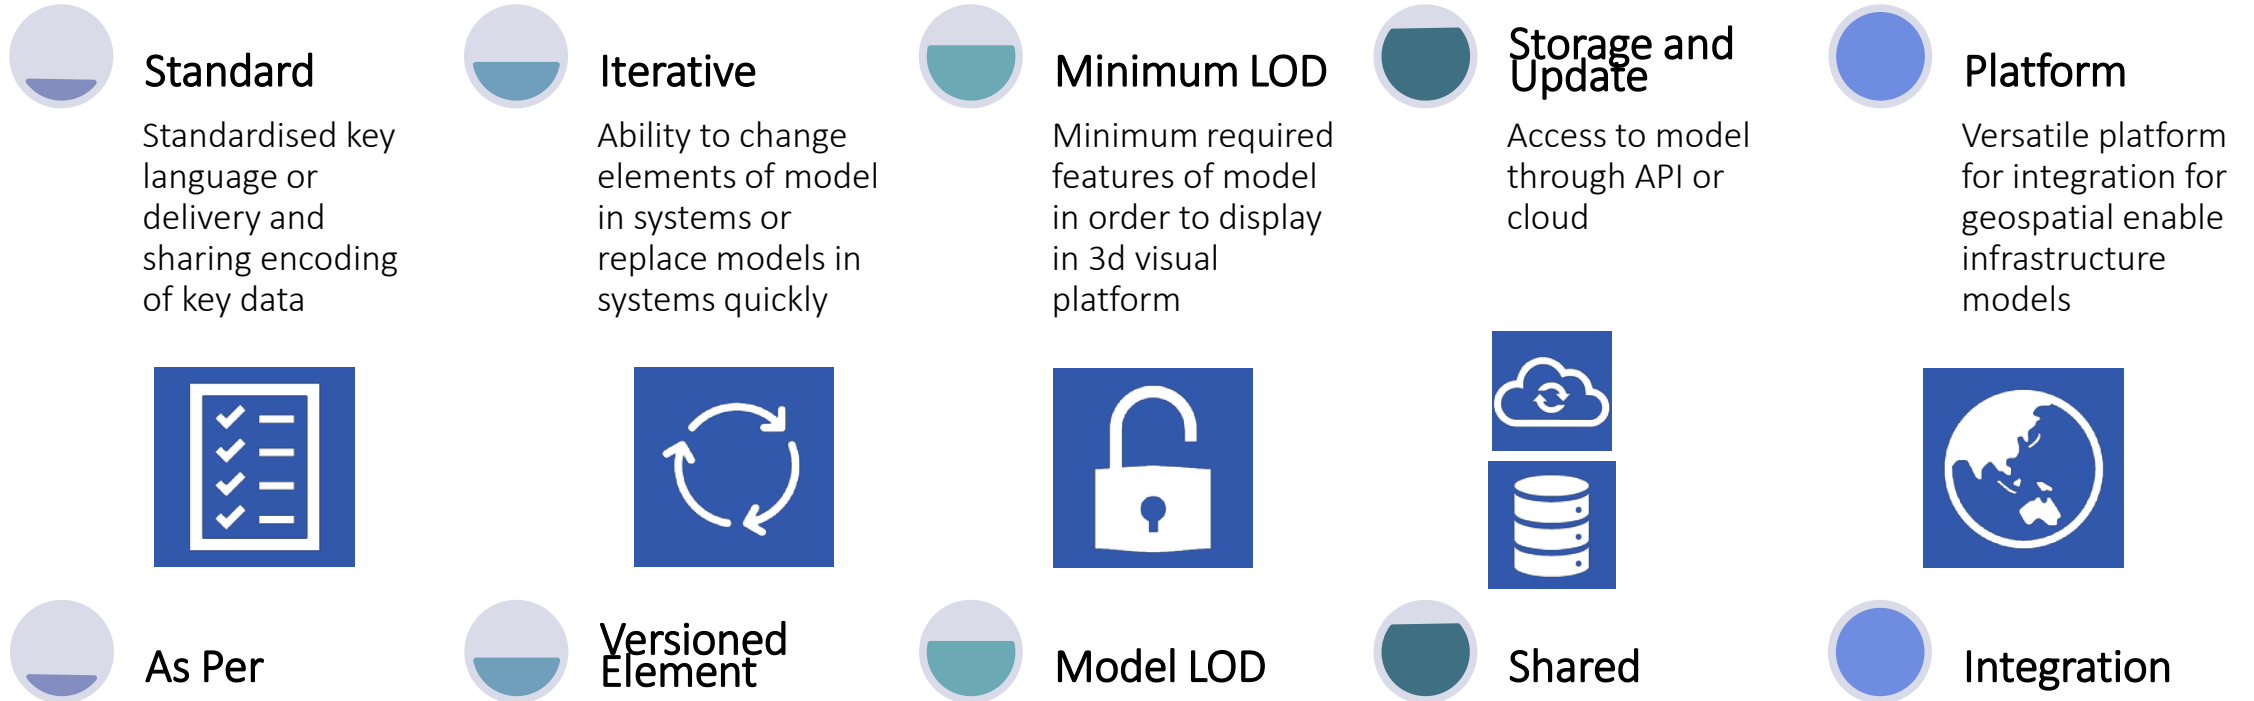 Standard
Standardised key
language or
delivery and
sharing encoding
of key data
Iterative
Ability to change
elements of model
in systems or
replace models in
systems quickly
Minimum LOD
Minimum required
features of model
in order to display
in 3d visual
platform
Storage and
Update
Access to model
through API or
cloud
Platform
Versatile platform
for integration for
geospatial enable
infrastructure
models
As Per
Versioned
Element
Model LOD
Shared
Integration